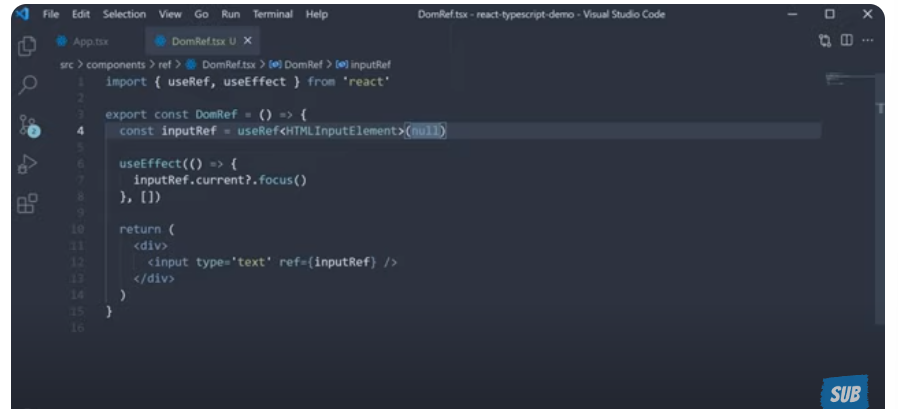 File Edit Selection View Go Run Terminal Help DomRef.tsx - react-typescript-demo - Visual Studio Code
App.tsx DomRef.tsx U
src > components > ref > DomRef.tsx > DomRef > inputRef
1 import { useRef, useEffect } from 'react'
2
3 export const DomRef = () => {
4 const inputRef = useRef<HTMLInputElement>(null)
5
6 useEffect(() => {
7 inputRef.current?.focus()
8 }, [])
9
10 return (
11 <div>
12 <input type='text' ref={inputRef} />
13 </div>
14 )
15 }
16
SUB